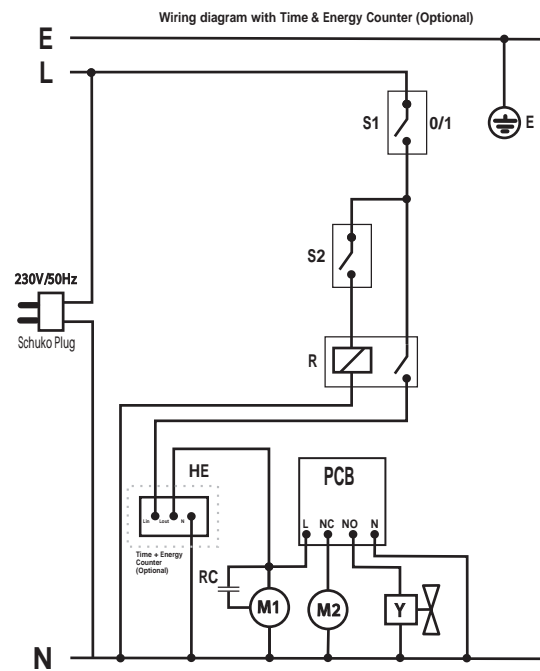 Wiring diagram with Time & Energy Counter (Optional)
E
L
S1
0/1
E
S2
230V/50Hz
Schuko Plug
R
HE
PCB
L NC NO N
Lin Lout N
Time + Energy
Counter
(Optional)
RC
M1
M2
Y
N